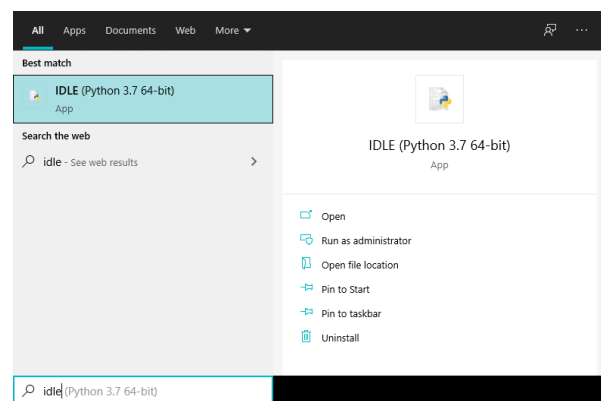 All Apps Documents Web More
Best match
IDLE (Python 3.7 64-bit)
App
Search the web
idle - See web results
IDLE (Python 3.7 64-bit)
App
Open
Run as administrator
Open file location
Pin to Start
Pin to taskbar
Uninstall
idle (Python 3.7 64-bit)